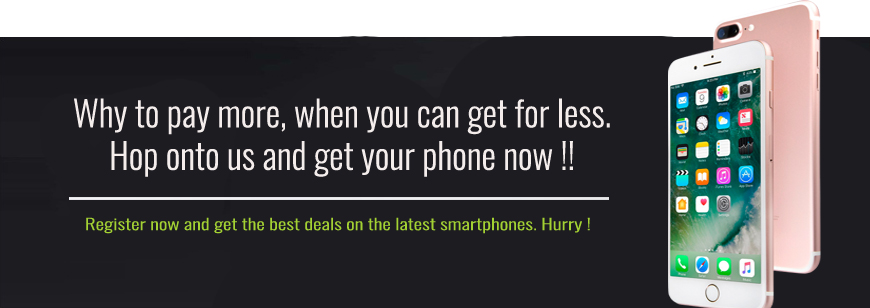 Why to pay more, when you can get for less.
Hop onto us and get your phone now !!
Register now and get the best deals on the latest smartphones. Hurry !